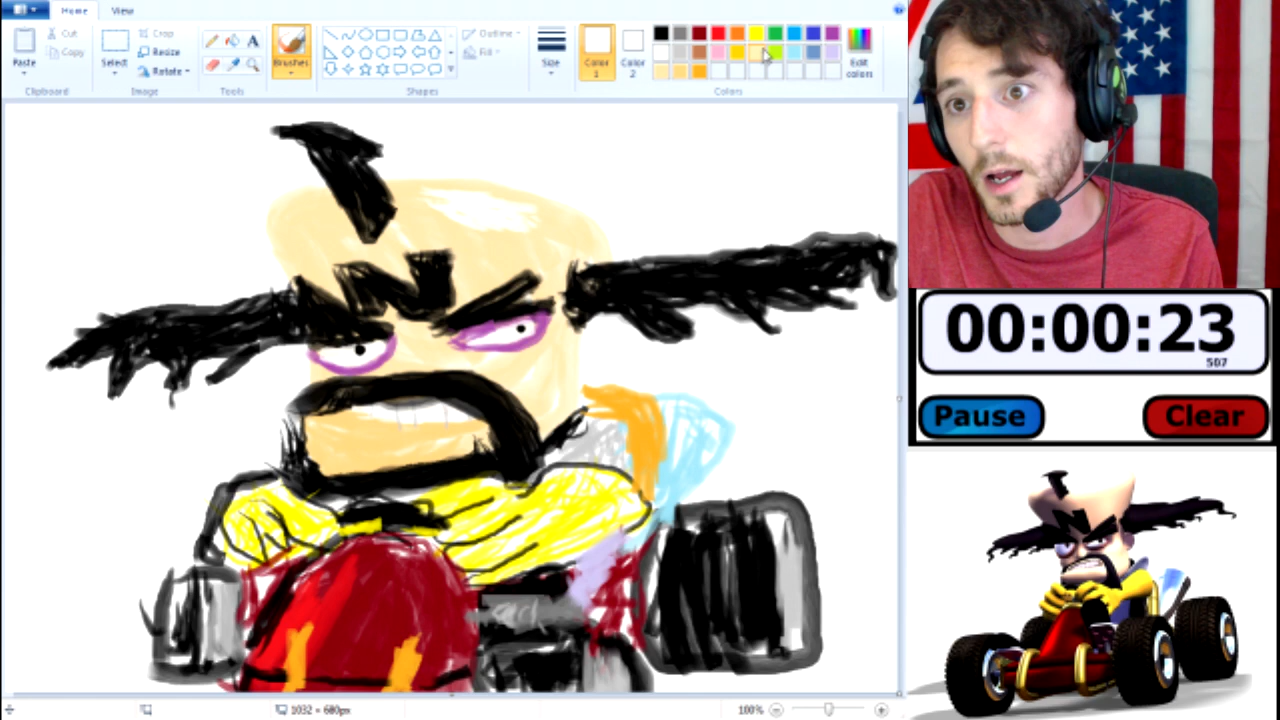 Home View
Cut
Copy
Paste
Clipboard
Select
Crop
Resize
Rotate
Image
A
Tools
Brushes
Outline
Fill
Shapes
Size
Color 1
Color 2
Edit colors
Colors
N
00:00:23
507
Pause Clear
1032 × 680px
100%